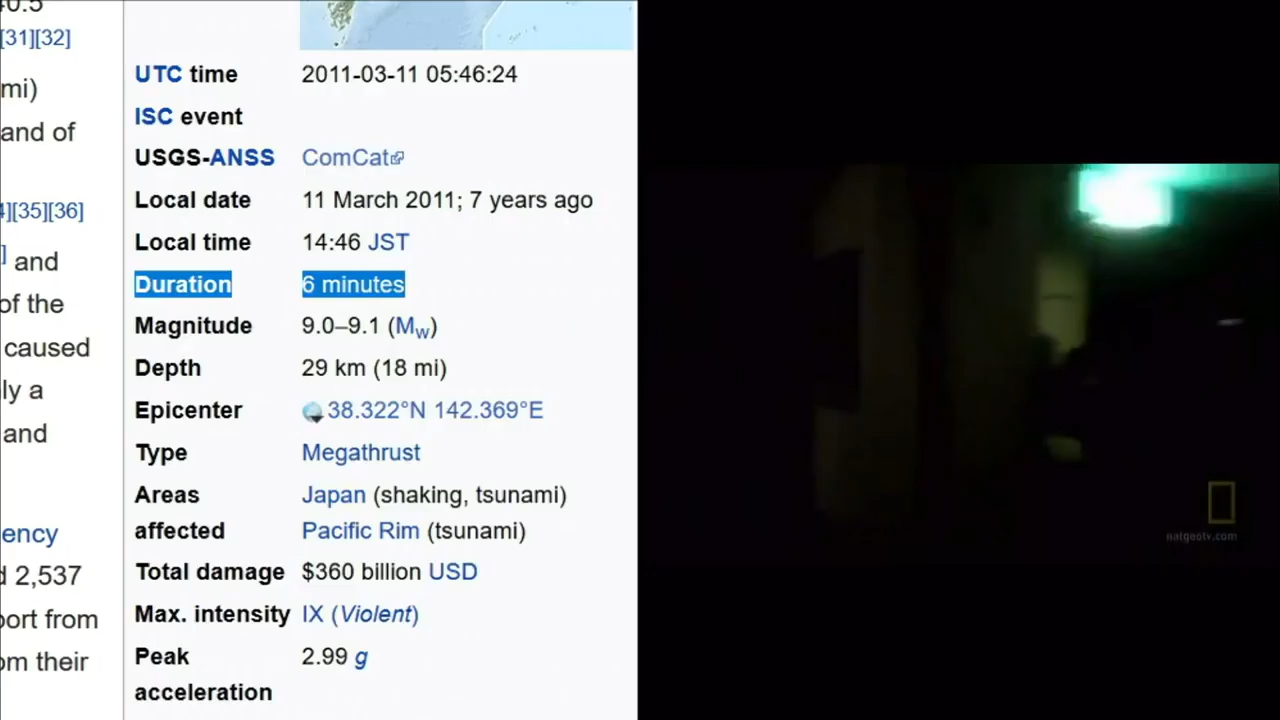 40.5
[31][32]
mi)
and of
4][35][36]
] and
of the
caused
ly a
and
ency
d 2,537
port from
om their
UTC time 2011-03-11 05:46:24
ISC event
USGS-ANSS ComCat
Local date 11 March 2011; 7 years ago
Local time 14:46 JST
Duration 6 minutes
Magnitude 9.0–9.1 (Mw)
Depth 29 km (18 mi)
Epicenter 38.322°N 142.369°E
Type Megathrust
Areas Japan (shaking, tsunami)
affected Pacific Rim (tsunami)
Total damage $360 billion USD
Max. intensity IX (Violent)
Peak 2.99 g
acceleration
natgeotv.com